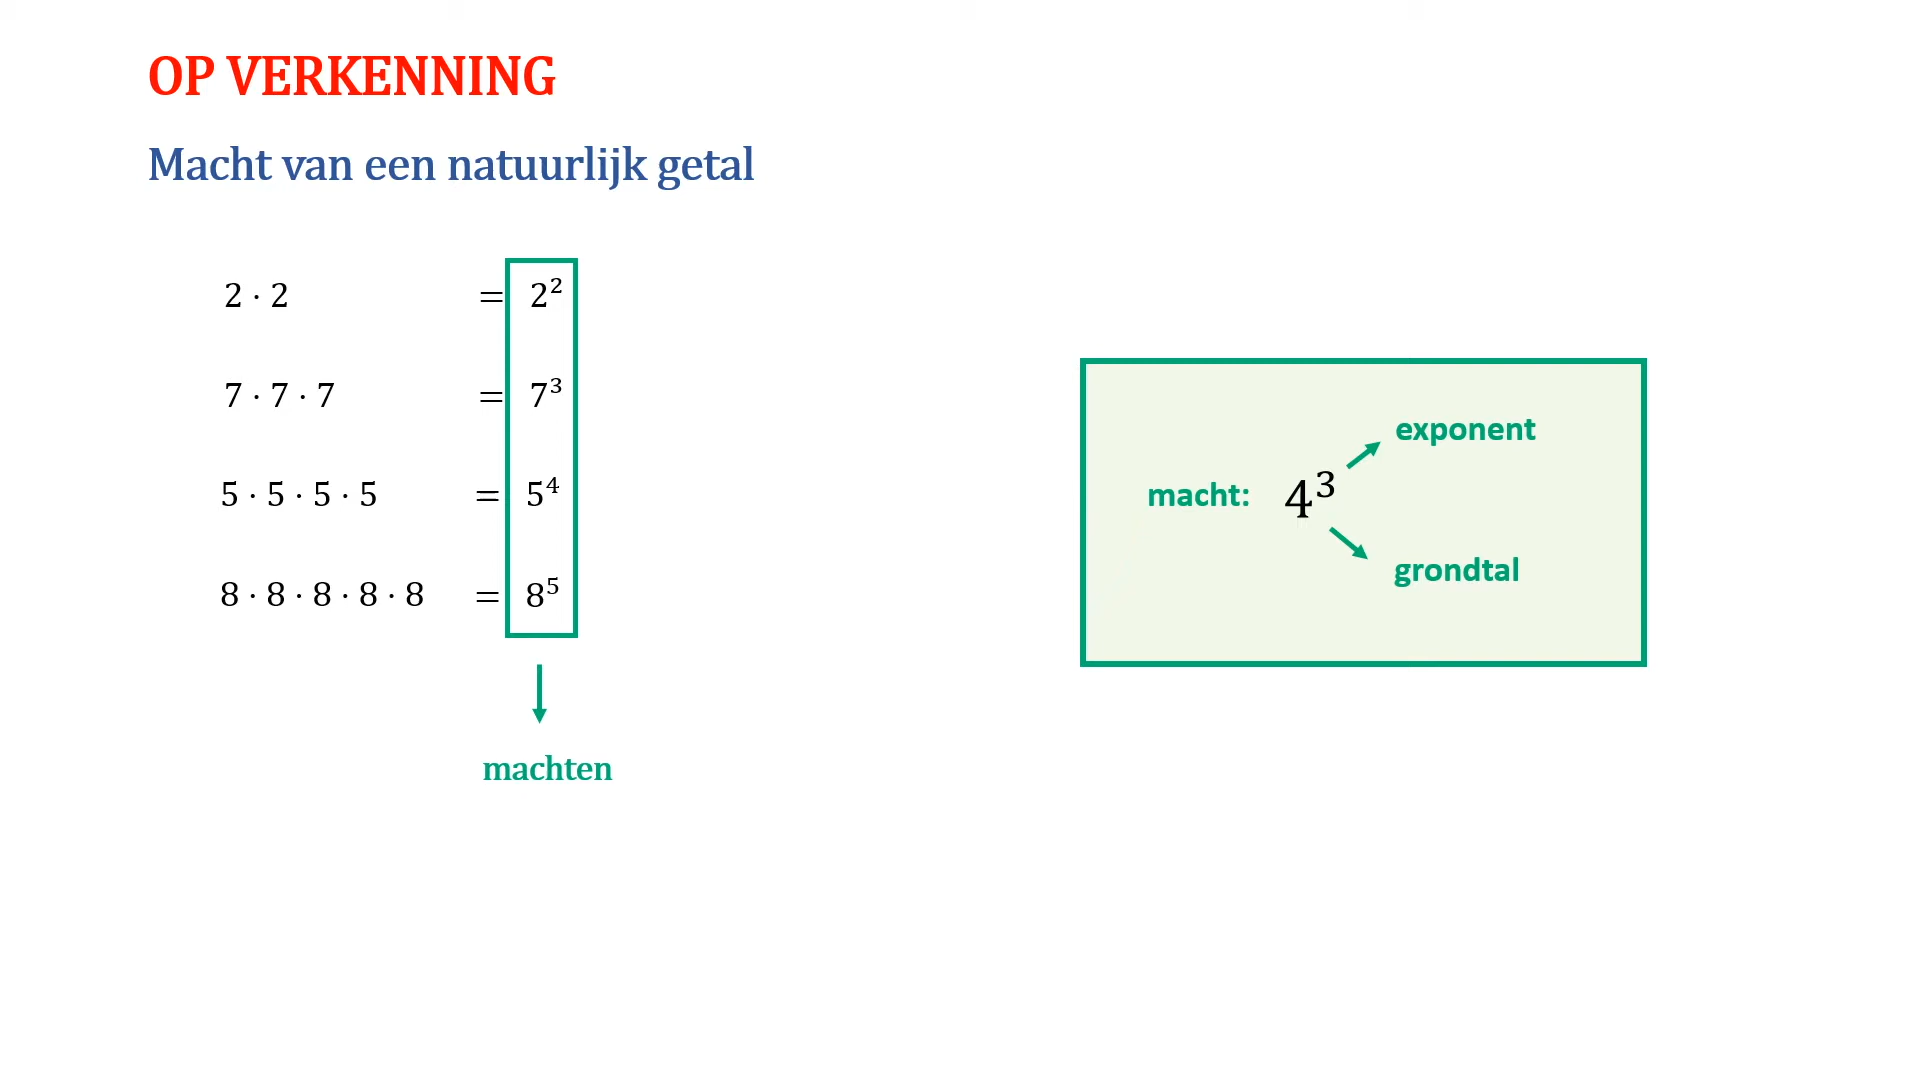 OP VERKENNING
Macht van een natuurlijk getal
2 · 2 = 2²
7 · 7 · 7 = 7³
5 · 5 · 5 · 5 = 5⁴
8 · 8 · 8 · 8 · 8 = 8⁵
machten
exponent
macht: 4³
grondtal